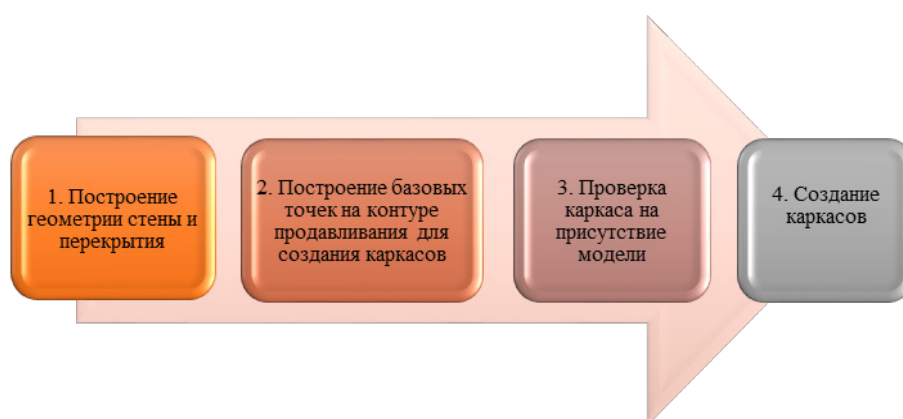 1. Построение
геометрии стены и
перекрытия
2. Построение базовых
точек на контуре
продавливания для
создания каркасов
3. Проверка
каркаса на
присутствие
модели
4. Создание
каркасов